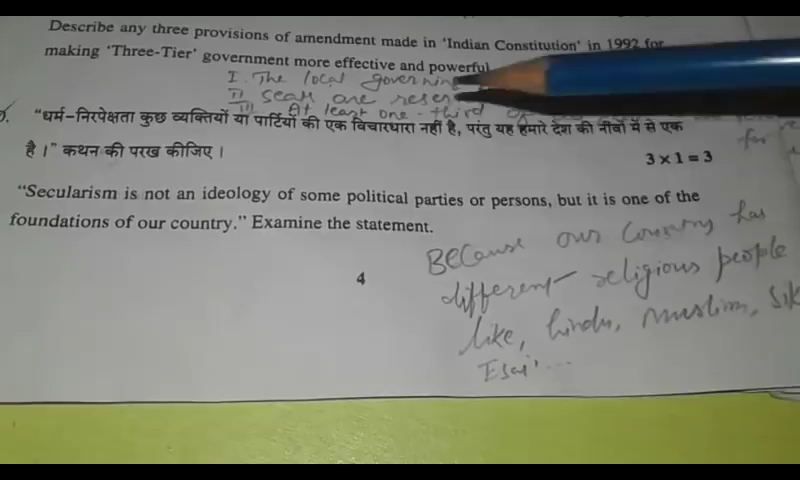 Describe any three provisions of amendment made in 'Indian Constitution' in 1992 for
making 'Three-Tier' government more effective and powerful
I. The local
II seats are
III At least one-third of
"धर्म-निरपेक्षता कुछ व्यक्तियों या पार्टियों की एक विचारधारा नहीं है, परंतु यह हमारे देश की नींवों में से एक
for
है।" कथन की परख कीजिए।
3 x 1 = 3
"Secularism is not an ideology of some political parties or persons, but it is one of the
foundations of our country." Examine the statement.
Because our country has
different religious people
like, hindu, muslim,
Esai....
4